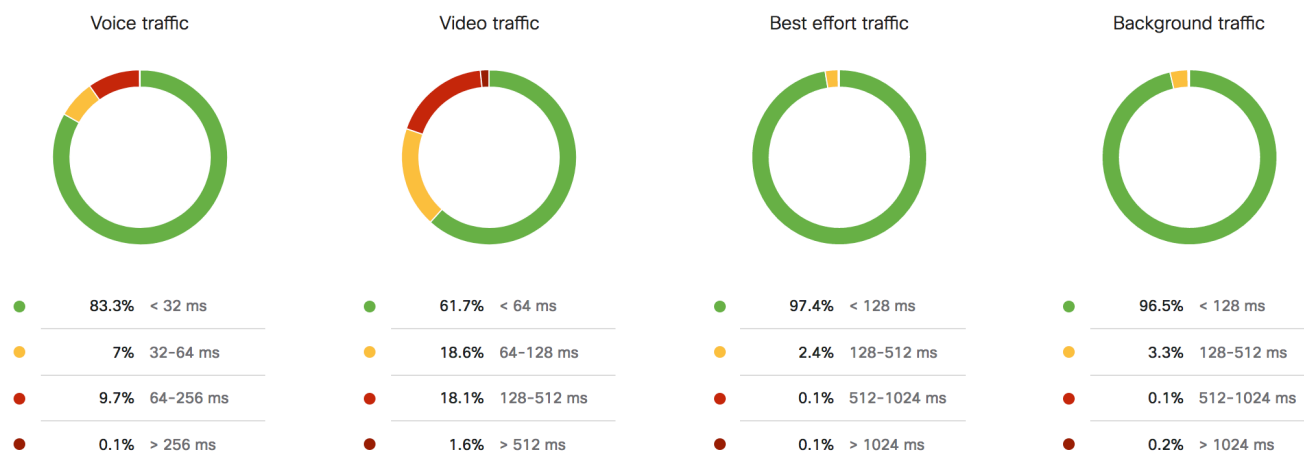 Voice traffic
83.3% < 32 ms
7% 32-64 ms
9.7% 64-256 ms
0.1% > 256 ms
Video traffic
61.7% < 64 ms
18.6% 64-128 ms
18.1% 128-512 ms
1.6% > 512 ms
Best effort traffic
97.4% < 128 ms
2.4% 128-512 ms
0.1% 512-1024 ms
0.1% > 1024 ms
Background traffic
96.5% < 128 ms
3.3% 128-512 ms
0.1% 512-1024 ms
0.2% > 1024 ms